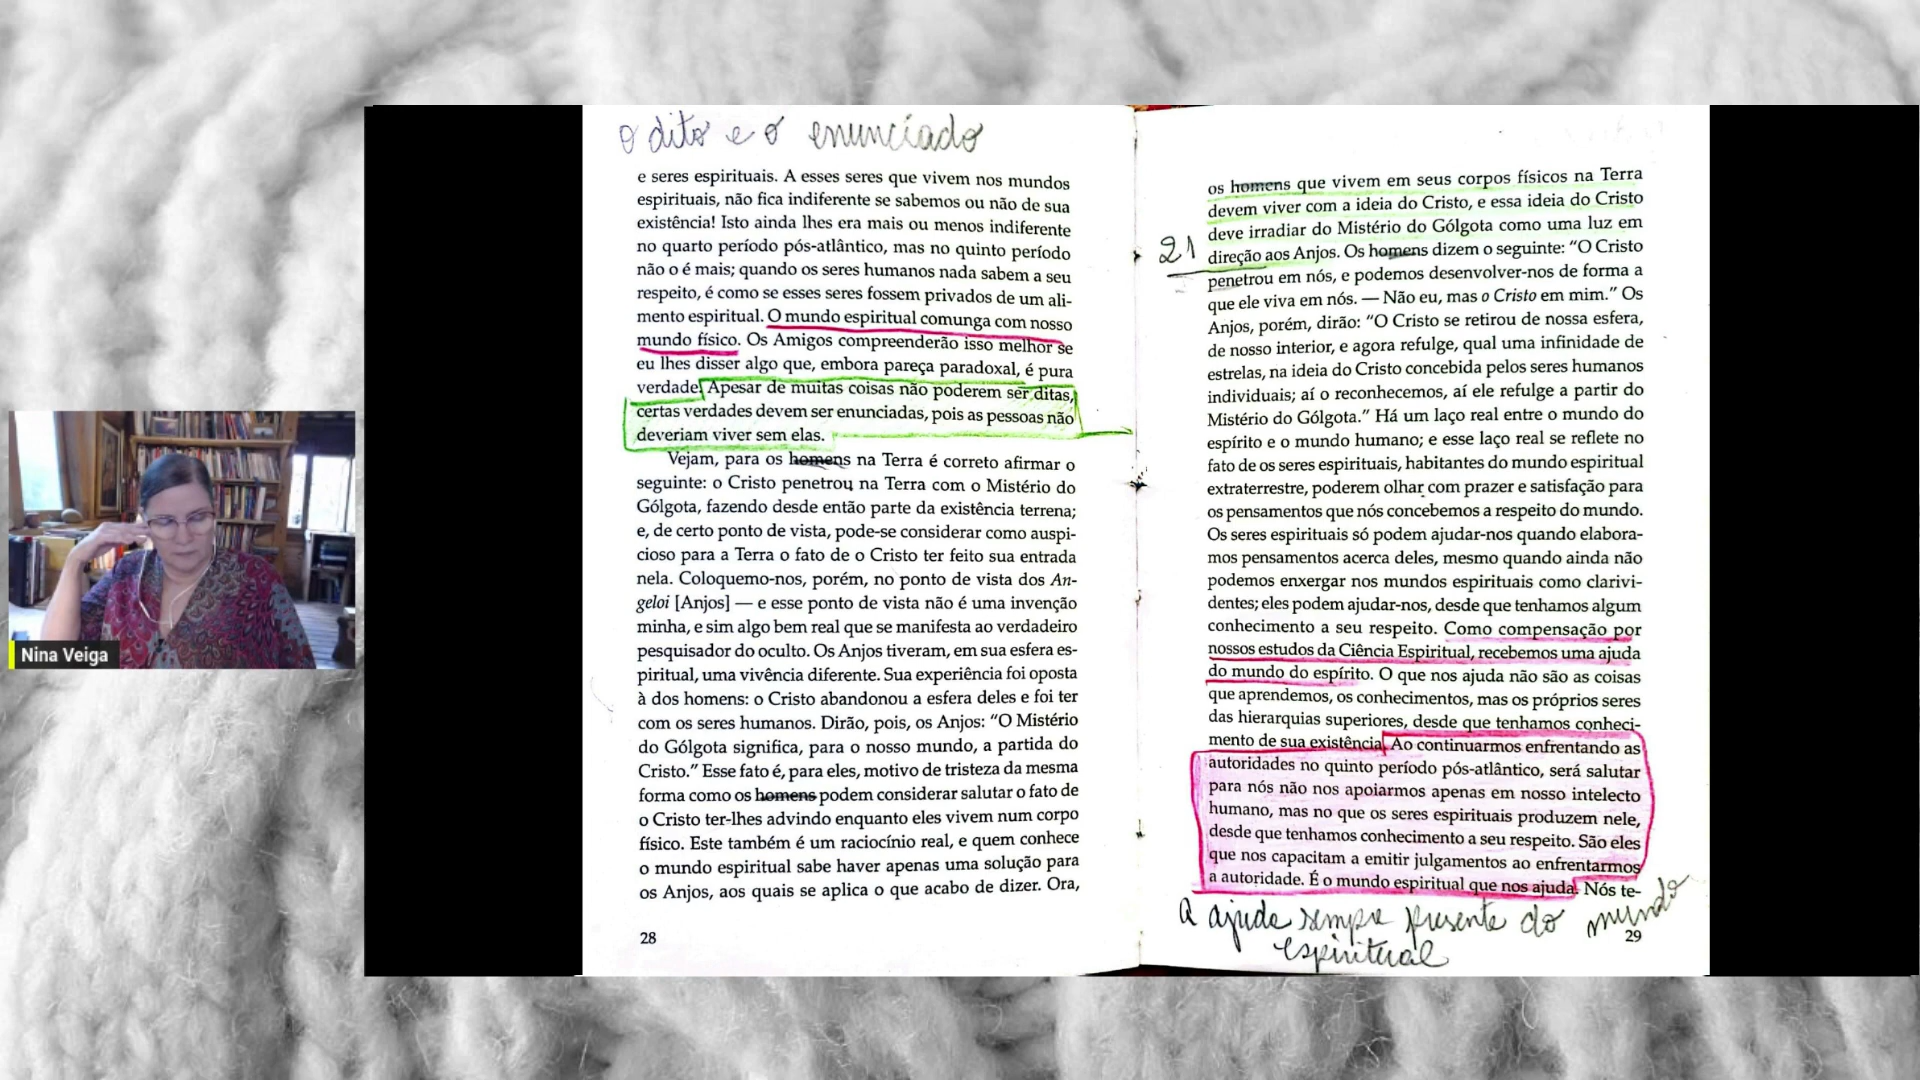 o dito e o enunciado
e seres espirituais. A esses seres que vivem nos mundos
espirituais, não fica indiferente se sabemos ou não de sua
existência! Isto ainda lhes era mais ou menos indiferente
no quarto período pós-atlântico, mas no quinto período
não o é mais; quando os seres humanos nada sabem a seu
respeito, é como se esses seres fossem privados de um ali-
mento espiritual. O mundo espiritual comunga com nosso
mundo físico. Os Amigos compreenderão isso melhor se
eu lhes disser algo que, embora pareça paradoxal, é pura
verdade. Apesar de muitas coisas não poderem ser ditas,
certas verdades devem ser enunciadas, pois as pessoas não
deveriam viver sem elas.
Vejam, para os homens na Terra é correto afirmar o
seguinte: o Cristo penetrou na Terra com o Mistério do
Gólgota, fazendo desde então parte da existência terrena;
e, de certo ponto de vista, pode-se considerar como auspi-
cioso para a Terra o fato de o Cristo ter feito sua entrada
nela. Coloquemo-nos, porém, no ponto de vista dos An-
geloi [Anjos] — e esse ponto de vista não é uma invenção
minha, e sim algo bem real que se manifesta ao verdadeiro
pesquisador do oculto. Os Anjos tiveram, em sua esfera es-
piritual, uma vivência diferente. Sua experiência foi oposta
à dos homens: o Cristo abandonou a esfera deles e foi ter
com os seres humanos. Dirão, pois, os Anjos: “O Mistério
do Gólgota significa, para o nosso mundo, a partida do
Cristo.” Esse fato é, para eles, motivo de tristeza da mesma
forma como os homens podem considerar salutar o fato de
o Cristo ter-lhes advindo enquanto eles vivem num corpo
físico. Este também é um raciocínio real, e quem conhece
o mundo espiritual sabe haver apenas uma solução para
os Anjos, aos quais se aplica o que acabo de dizer. Ora,
28
os homens que vivem em seus corpos físicos na Terra
devem viver com a ideia do Cristo, e essa ideia do Cristo
deve irradiar do Mistério do Gólgota como uma luz em
21
direção aos Anjos. Os homens dizem o seguinte: “O Cristo
penetrou em nós, e podemos desenvolver-nos de forma a
que ele viva em nós. — Não eu, mas o Cristo em mim.” Os
Anjos, porém, dirão: “O Cristo se retirou de nossa esfera,
de nosso interior, e agora refulge, qual uma infinidade de
estrelas, na ideia do Cristo concebida pelos seres humanos
individuais; aí o reconhecemos, aí ele refulge a partir do
Mistério do Gólgota.” Há um laço real entre o mundo do
espírito e o mundo humano; e esse laço real se reflete no
fato de os seres espirituais, habitantes do mundo espiritual
extraterrestre, poderem olhar com prazer e satisfação para
os pensamentos que nós concebemos a respeito do mundo.
Os seres espirituais só podem ajudar-nos quando elabora-
mos pensamentos acerca deles, mesmo quando ainda não
podemos enxergar nos mundos espirituais como clarivi-
dentes; eles podem ajudar-nos, desde que tenhamos algum
conhecimento a seu respeito. Como compensação por
nossos estudos da Ciência Espiritual, recebemos uma ajuda
do mundo do espírito. O que nos ajuda não são as coisas
que aprendemos, os conhecimentos, mas os próprios seres
das hierarquias superiores, desde que tenhamos conheci-
mento de sua existência. Ao continuarmos enfrentando as
autoridades no quinto período pós-atlântico, será salutar
para nós não nos apoiarmos apenas em nosso intelecto
humano, mas no que os seres espirituais produzem nele,
desde que tenhamos conhecimento a seu respeito. São eles
que nos capacitam a emitir julgamentos ao enfrentarmos
a autoridade. É o mundo espiritual que nos ajuda. Nós te-
a ajuda sempre presente do mundo
espiritual
29
Nina Veiga